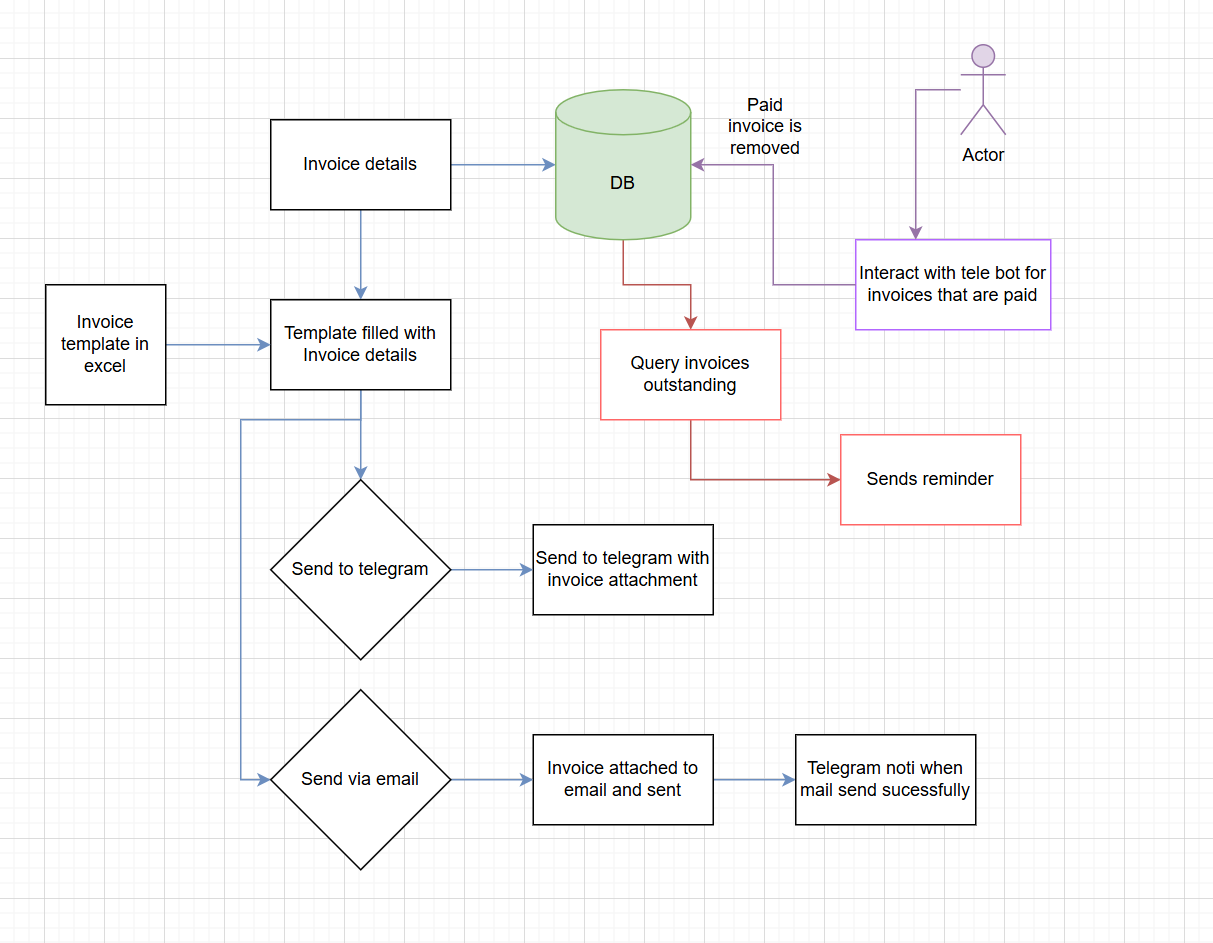 Paid
invoice is
removed
Actor
Invoice details
DB
Interact with tele bot for
invoices that are paid
Invoice
template in
excel
Template filled with
Invoice details
Query invoices
outstanding
Sends reminder
Send to telegram
Send to telegram with
invoice attachment
Send via email
Invoice attached to
email and sent
Telegram noti when
mail send sucessfully